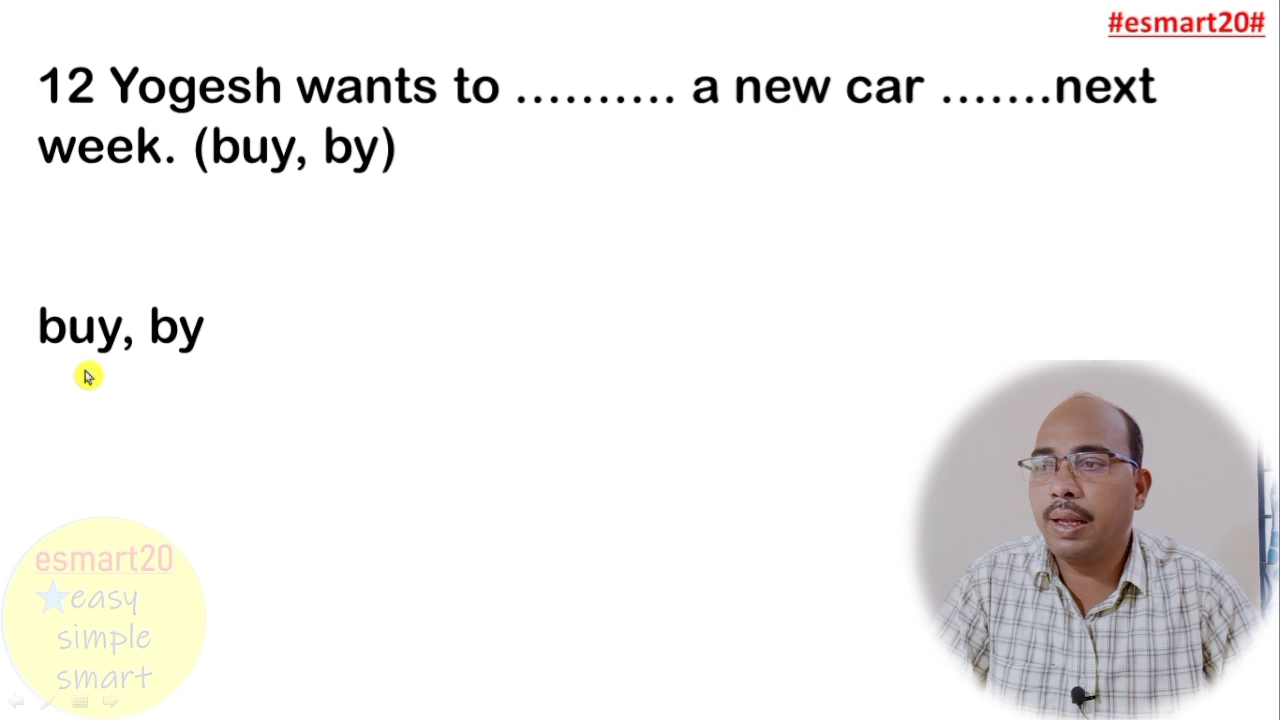 #esmart20#
12 Yogesh wants to .......... a new car .......next
week. (buy, by)
buy, by
esmart20
easy
simple
smart